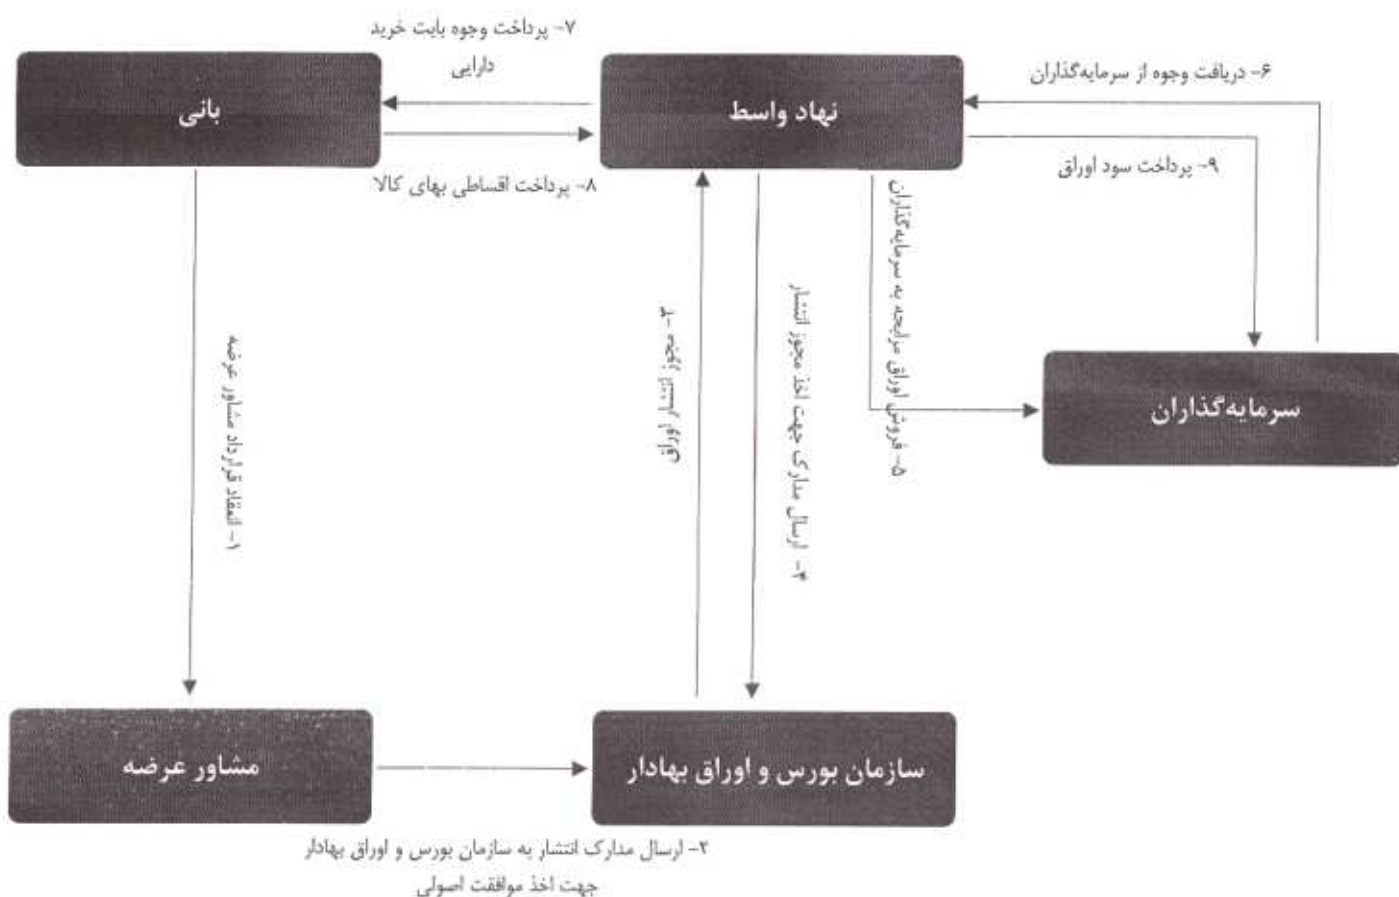 ۷- پرداخت وجوه بابت خرید
دارایی
۶- دریافت وجوه از سرمایه‌گذاران
بانی
نهاد واسط
۸- پرداخت اقساطی بهای کالا
۹- پرداخت سود اوراق
۱- انعقاد قرارداد مشاور عرضه
اوراق
۳- ارسال مدارک جهت اخذ مجوز انتشار
۵- فروش اوراق مرابحه به سرمایه‌گذاران
سرمایه‌گذاران
مشاور عرضه
سازمان بورس و اوراق بهادار
۲- ارسال مدارک انتشار به سازمان بورس و اوراق بهادار
جهت اخذ موافقت اصولی